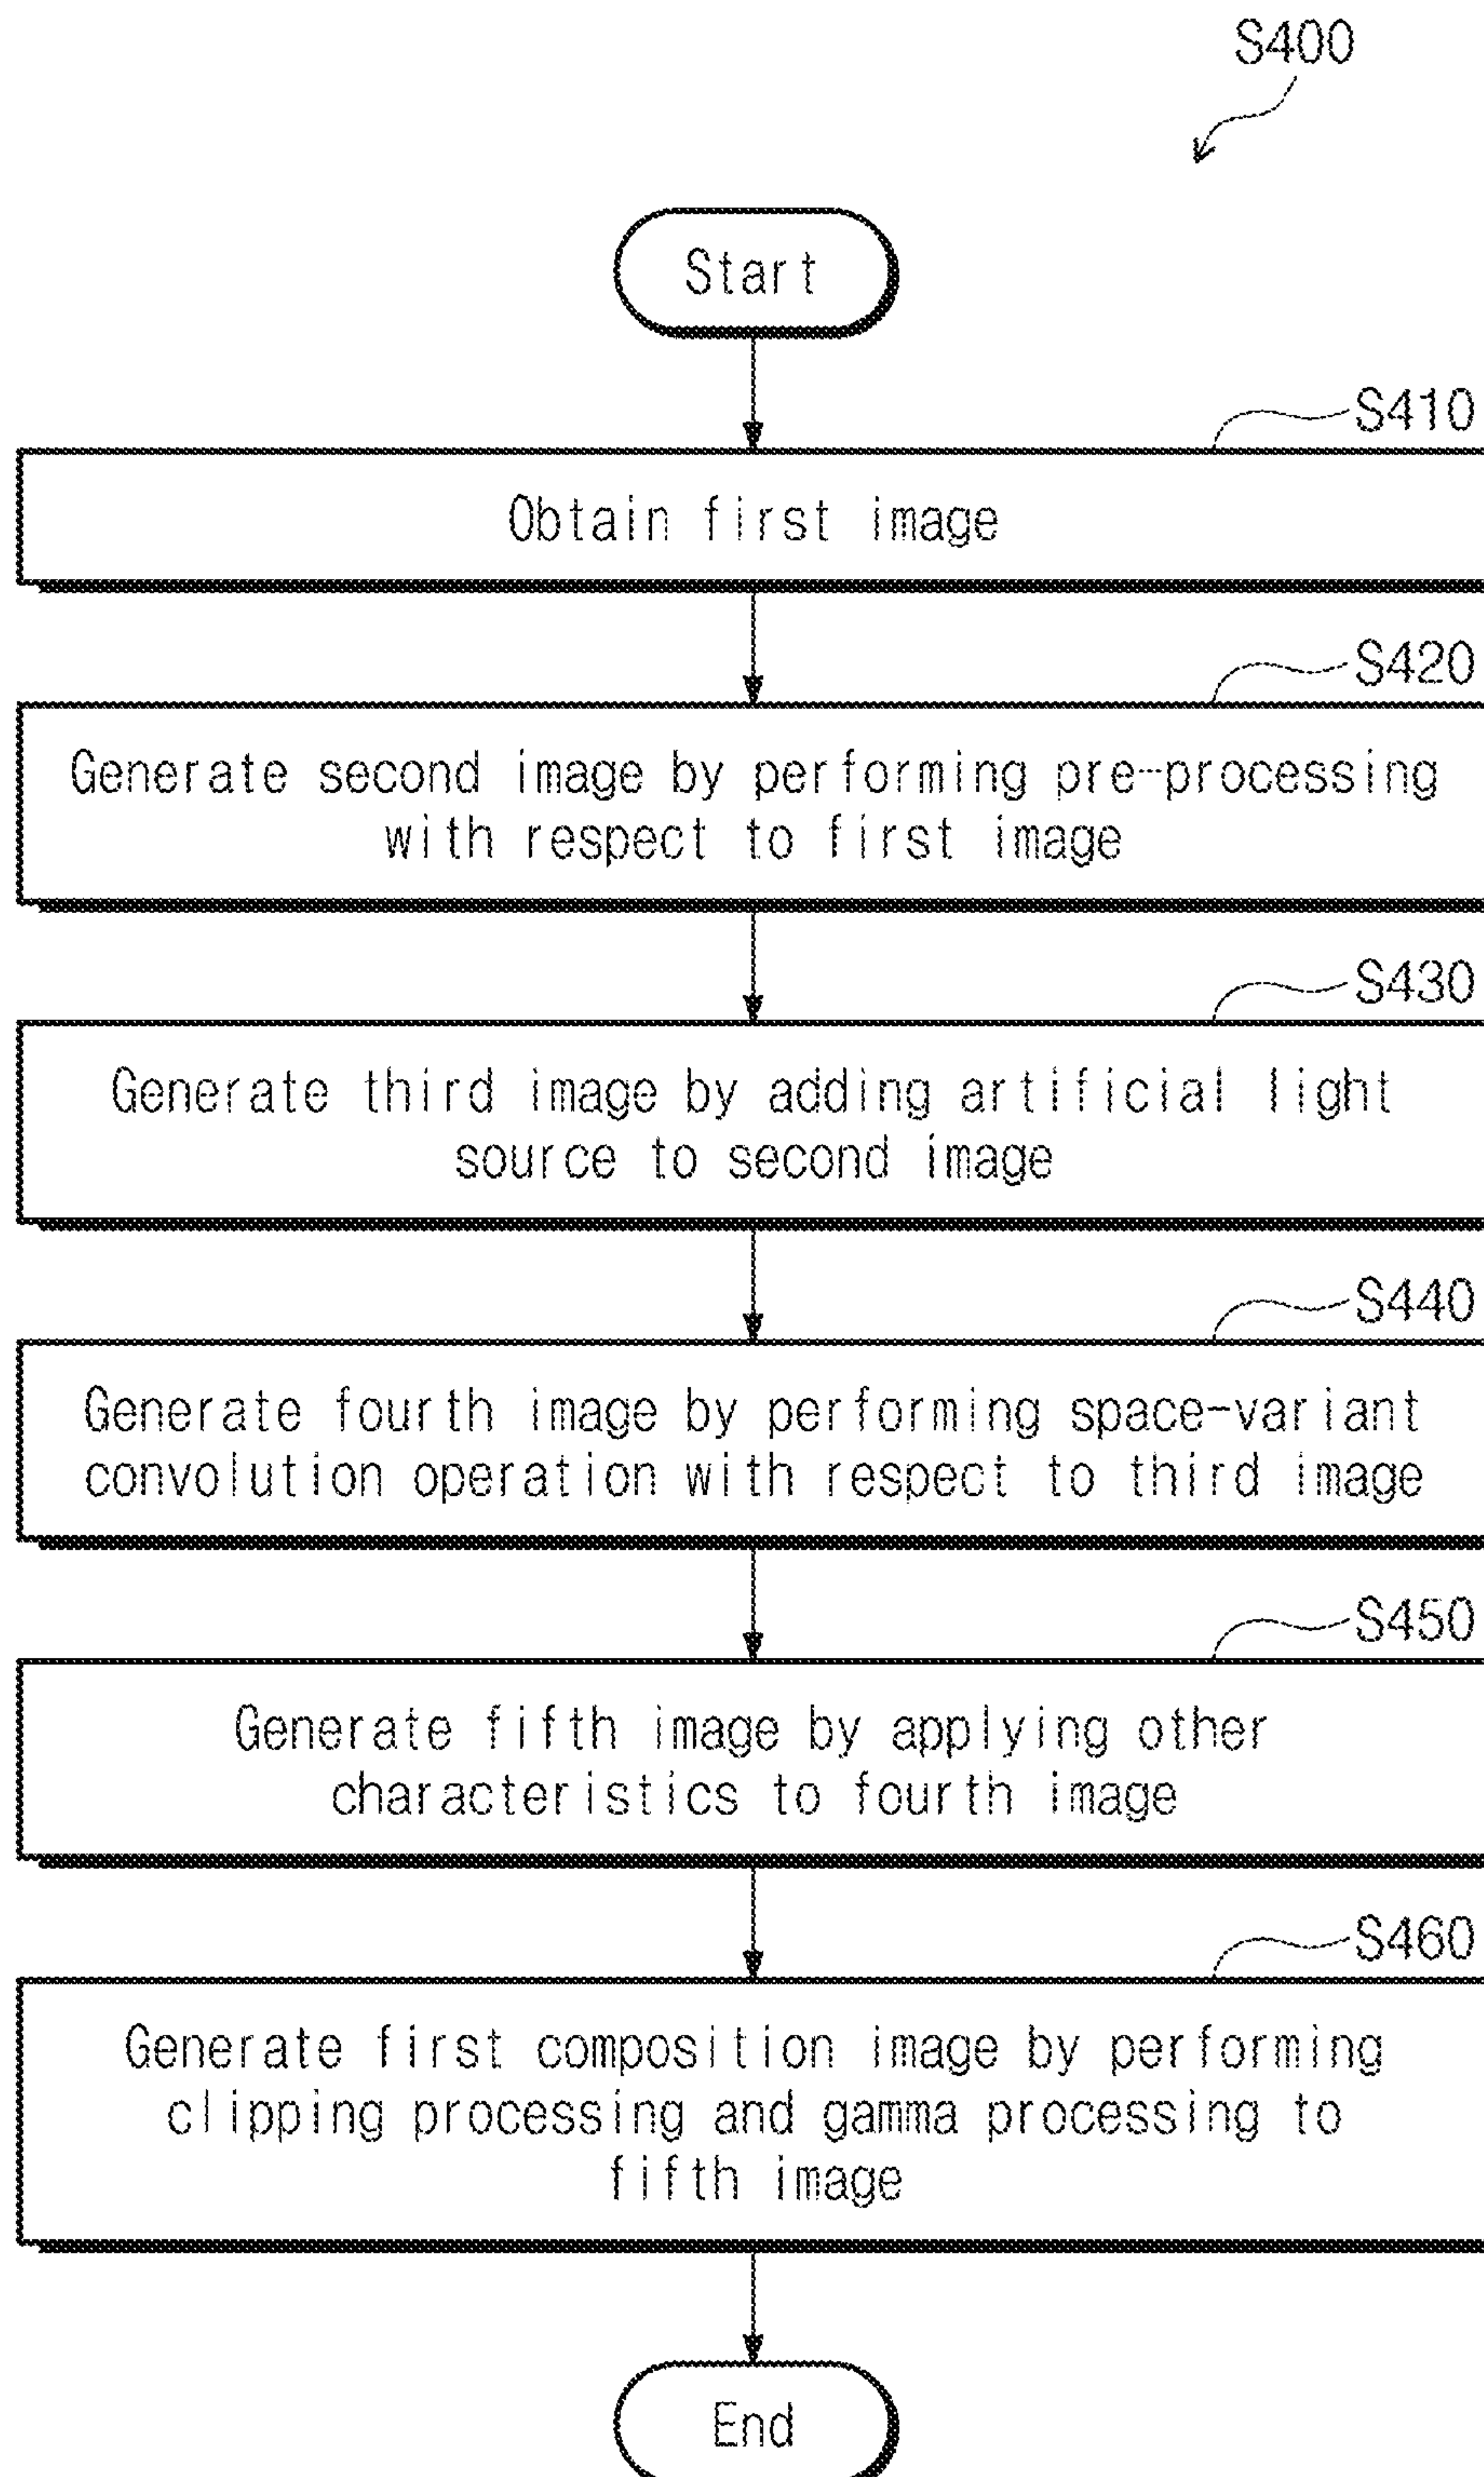 S400
Start
S410
Obtain first image
S420
Generate second image by performing pre-processing
with respect to first image
S430
Generate third image by adding artificial light
source to second image
S440
Generate fourth image by performing space-variant
convolution operation with respect to third image
S450
Generate fifth image by applying other
characteristics to fourth image
S460
Generate first composition image by performing
clipping processing and gamma processing to
fifth image
End